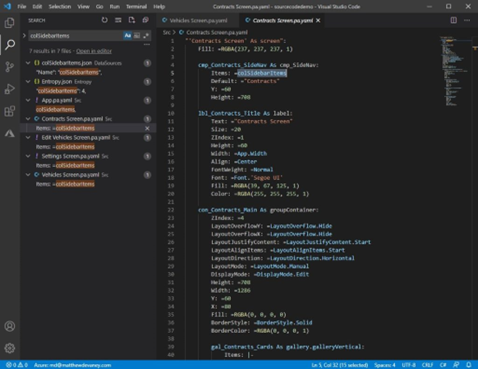 File Edit Selection View Go Run Terminal Help
Contracts Screen.pa.yaml - sourcecodedemo - Visual Studio Code
SEARCH
colSidebarItems
7 results in 7 files - Open in editor
colSidebarItems.json DataSources 1
"Name": "colSidebarItems",
Entropy.json Entropy 1
"colSidebarItems": 4,
App.pa.yaml Src 1
colSidebarItems,
Contracts Screen.pa.yaml Src 1
Items: =colSidebarItems
Edit Vehicles Screen.pa.yaml Src 1
Items: =colSidebarItems
Settings Screen.pa.yaml Src 1
Items: =colSidebarItems
Vehicles Screen.pa.yaml Src 1
Items: =colSidebarItems
Vehicles Screen.pa.yaml
Contracts Screen.pa.yaml
Src > Contracts Screen.pa.yaml
1 "'Contracts Screen' As screen":
2 Fill: =RGBA(237, 237, 237, 1)
3
4 cmp_Contracts_SideNav As cmp_SideNav:
5 Items: =colSidebarItems
6 Default: ="Contracts"
7 Y: =60
8 Height: =708
9
10 lbl_Contracts_Title As label:
11 Text: ="Contracts Screen"
12 Size: =20
13 ZIndex: =1
14 Height: =60
15 Width: =App.Width
16 Align: =Center
17 FontWeight: =Normal
18 Font: =Font.'Segoe UI'
19 Fill: =RGBA(39, 67, 125, 1)
20 Color: =RGBA(255, 255, 255, 1)
21
22 con_Contracts_Main As groupContainer:
23 ZIndex: =4
24 LayoutOverflowY: =LayoutOverflow.Hide
25 LayoutOverflowX: =LayoutOverflow.Hide
26 LayoutJustifyContent: =LayoutJustifyContent.Start
27 LayoutAlignItems: =LayoutAlignItems.Start
28 LayoutDirection: =LayoutDirection.Horizontal
29 LayoutMode: =LayoutMode.Manual
30 DisplayMode: =DisplayMode.Edit
31 Height: =708
32 Width: =1286
33 Y: =60
34 X: =80
35 Fill: =RGBA(0, 0, 0, 0)
36 BorderStyle: =BorderStyle.Solid
37 BorderColor: =RGBA(0, 0, 0, 1)
38
39 gal_Contracts_Cards As gallery.galleryVertical:
40 Items: |-
0 0 Azure: mst@matthewdevaney.com
Ln 5, Col 32 (15 selected) Spaces: 4 UTF-8 CRLF C#